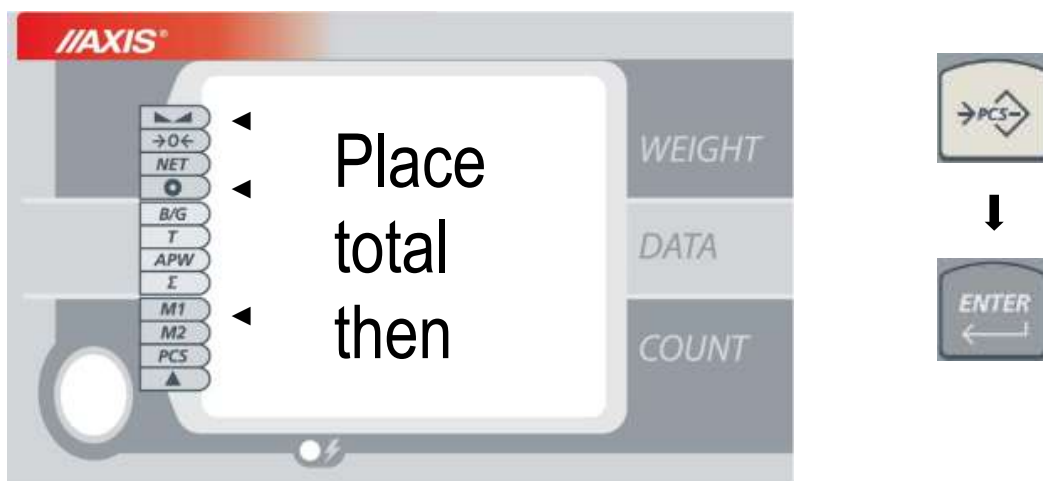 //AXIS®
→0←
NET
B/G
T
APW
Σ
M1
M2
PCS
Place
total
then
WEIGHT
DATA
COUNT
PCS
ENTER